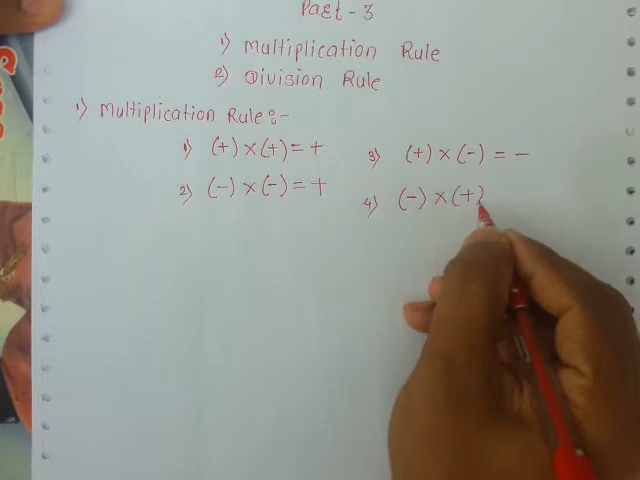 Part - 3
1) Multiplication Rule
2) Division Rule
1) Multiplication Rule :-
1) (+) × (+) = +
2) (-) × (-) = +
3) (+) × (-) = -
4) (-) × (+)